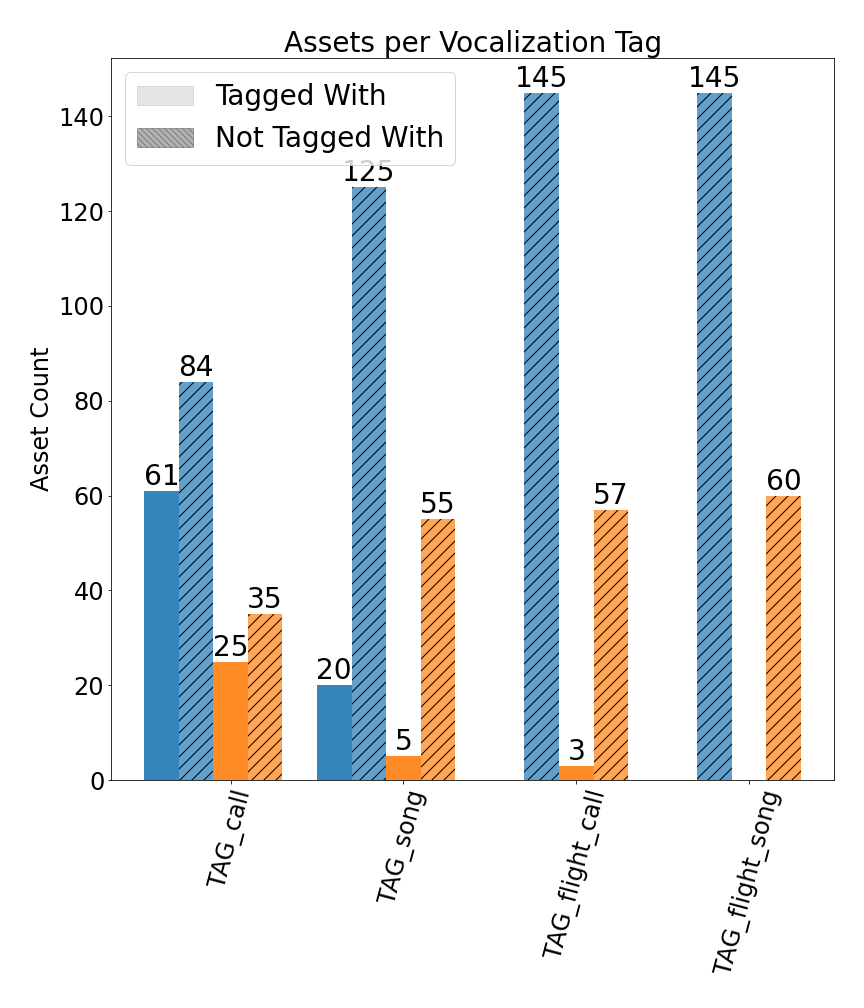 Assets per Vocalization Tag
Tagged With
Not Tagged With
Asset Count
140
120
100
80
60
40
20
0
61
84
25
35
20
125
5
55
145
3
57
145
60
TAG_call
TAG_song
TAG_flight_call
TAG_flight_song